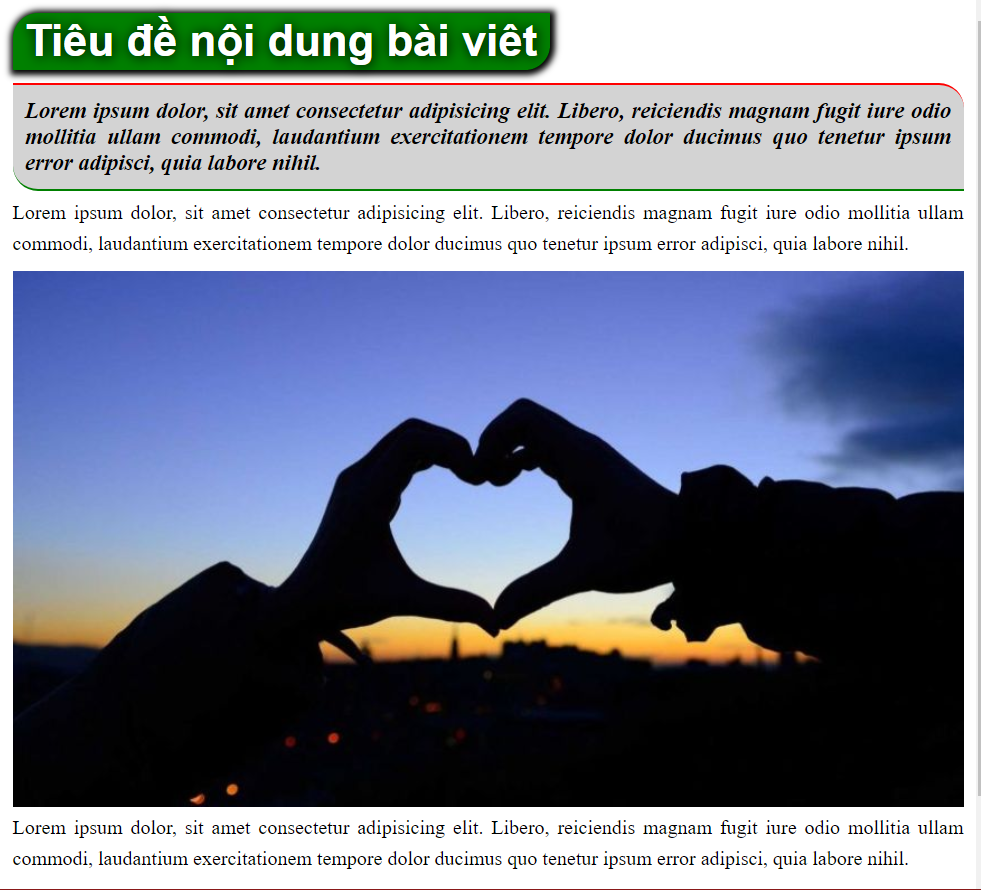 Tiêu đề nội dung bài viêt
Lorem ipsum dolor, sit amet consectetur adipisicing elit. Libero, reiciendis magnam fugit iure odio
mollitia ullam commodi, laudantium exercitationem tempore dolor ducimus quo tenetur ipsum
error adipisci, quia labore nihil.
Lorem ipsum dolor, sit amet consectetur adipisicing elit. Libero, reiciendis magnam fugit iure odio mollitia ullam
commodi, laudantium exercitationem tempore dolor ducimus quo tenetur ipsum error adipisci, quia labore nihil.
Lorem ipsum dolor, sit amet consectetur adipisicing elit. Libero, reiciendis magnam fugit iure odio mollitia ullam
commodi, laudantium exercitationem tempore dolor ducimus quo tenetur ipsum error adipisci, quia labore nihil.